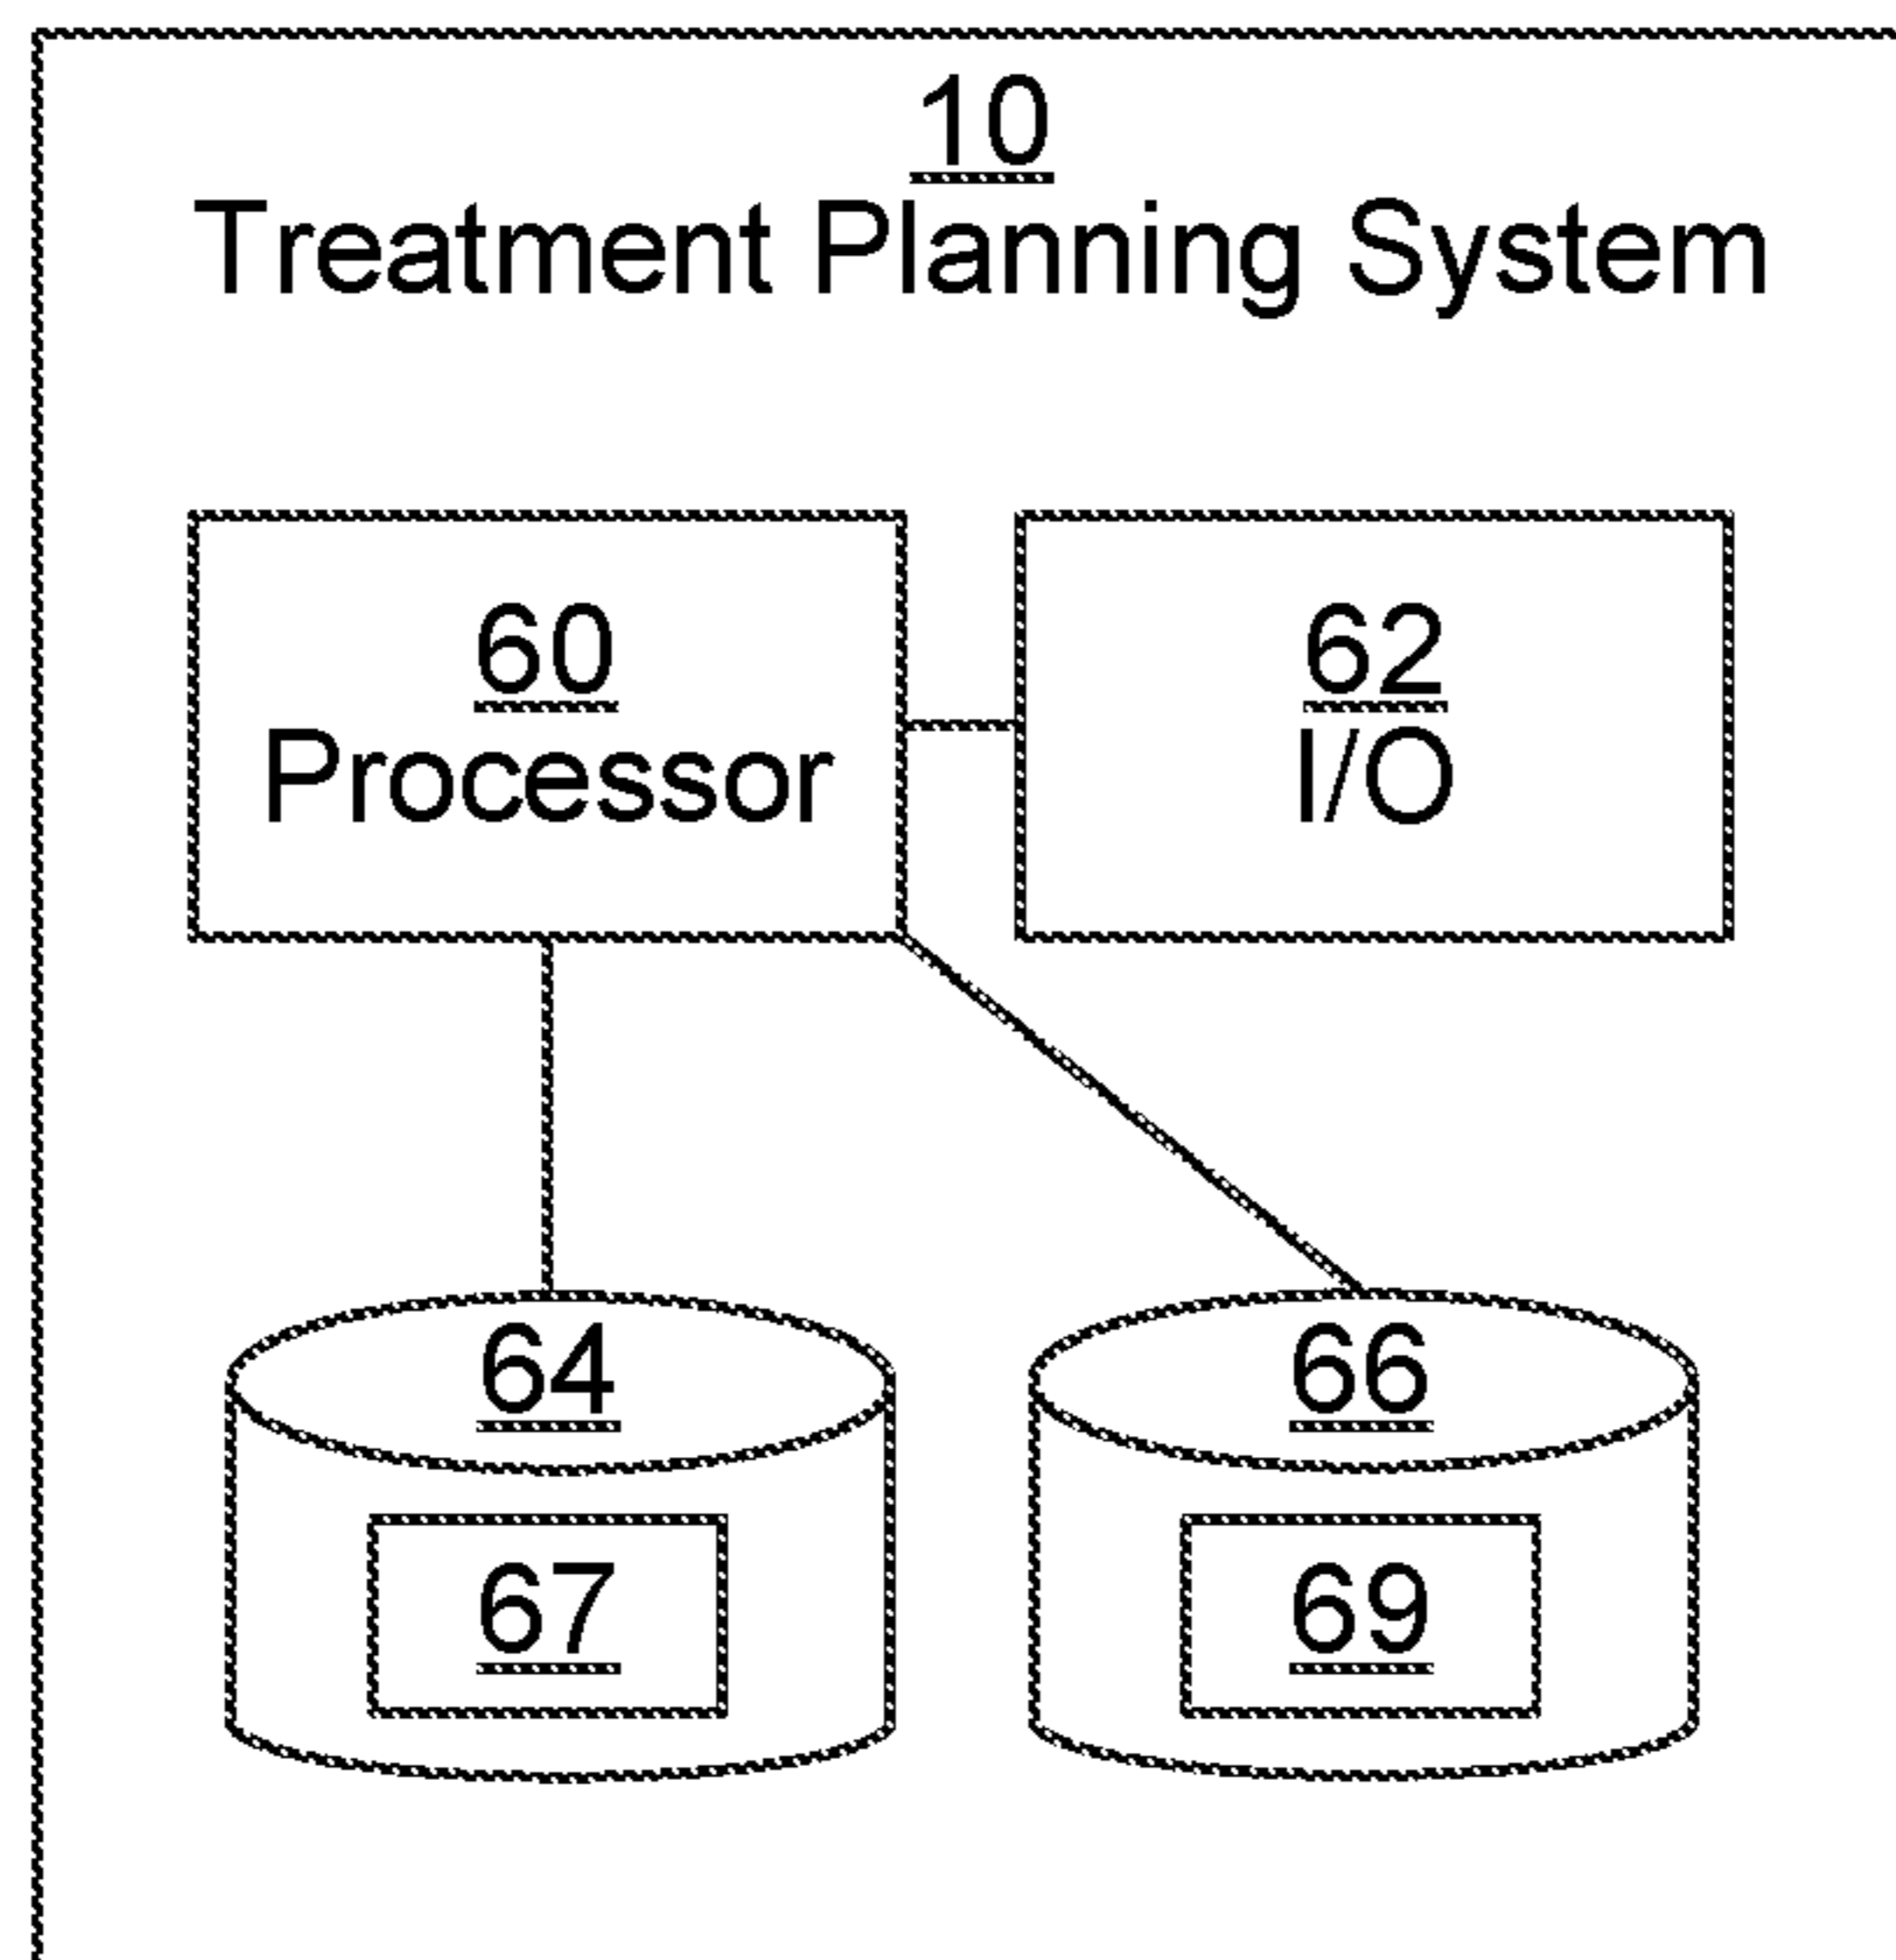 10
Treatment Planning System
60
Processor
62
I/O
64
66
67
69